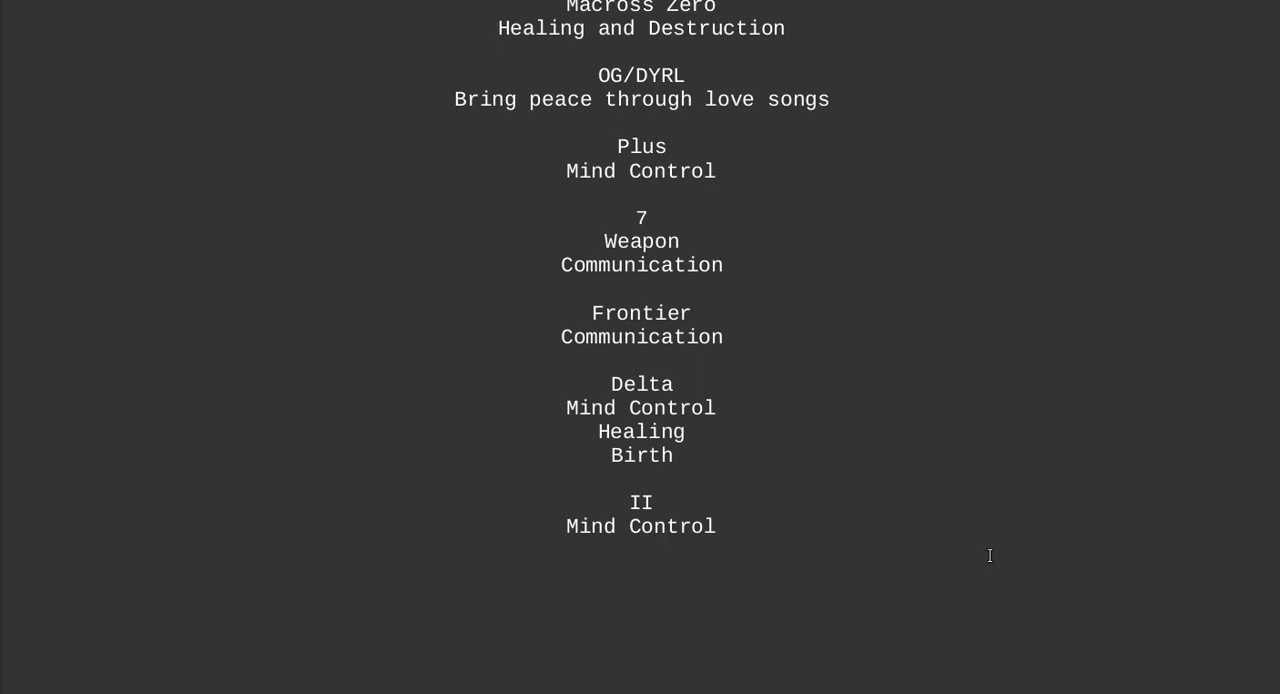 Macross Zero
Healing and Destruction
OG/DYRL
Bring peace through love songs
Plus
Mind Control
7
Weapon
Communication
Frontier
Communication
Delta
Mind Control
Healing
Birth
II
Mind Control